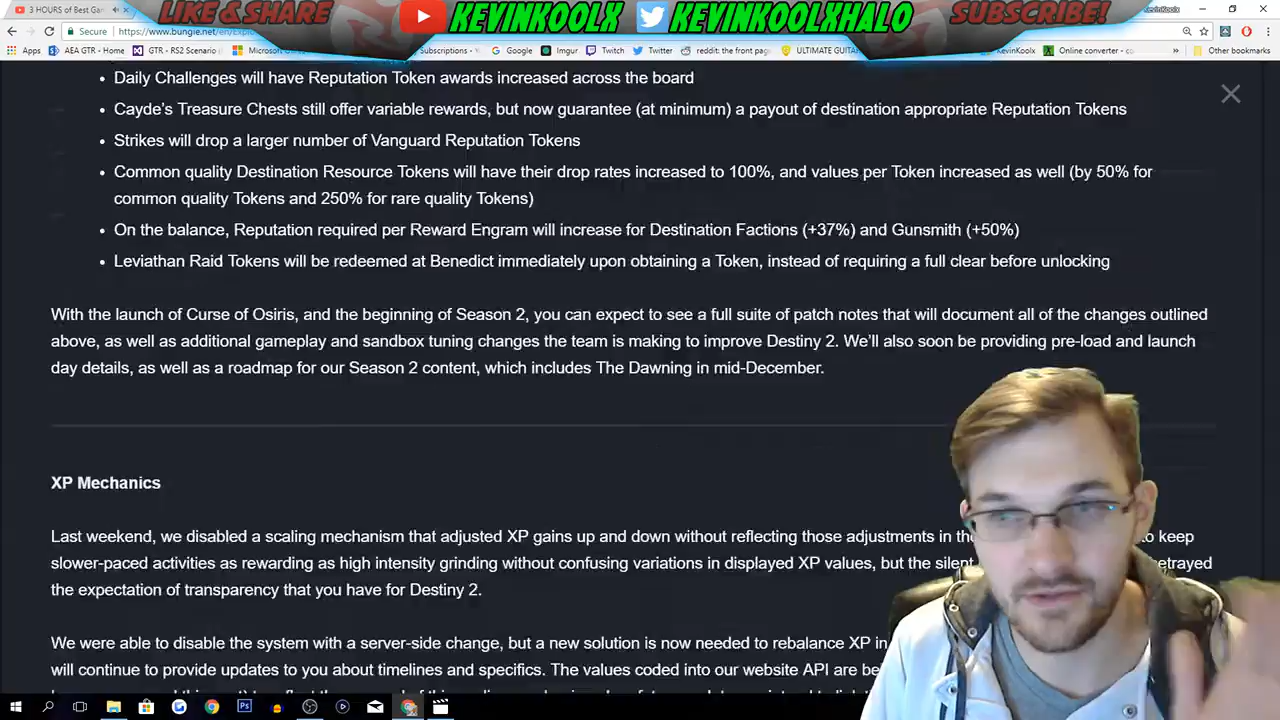 LIKE & SHARE KEVINKOOLX KEVINKOOLXHALO SUBSCRIBE!
3 HOURS of Best Ga KevinKoolx
Secure https://www.bungie.net/en/Expl
Apps AEA GTR - Home GTR - RS2 Scenario Microsoft Subscriptions Google Imgur Twitch Twitter reddit: the front page ULTIMATE GUITA Online converter - c Other bookmarks
• Daily Challenges will have Reputation Token awards increased across the board
• Cayde's Treasure Chests still offer variable rewards, but now guarantee (at minimum) a payout of destination appropriate Reputation Tokens
• Strikes will drop a larger number of Vanguard Reputation Tokens
• Common quality Destination Resource Tokens will have their drop rates increased to 100%, and values per Token increased as well (by 50% for
common quality Tokens and 250% for rare quality Tokens)
• On the balance, Reputation required per Reward Engram will increase for Destination Factions (+37%) and Gunsmith (+50%)
• Leviathan Raid Tokens will be redeemed at Benedict immediately upon obtaining a Token, instead of requiring a full clear before unlocking
With the launch of Curse of Osiris, and the beginning of Season 2, you can expect to see a full suite of patch notes that will document all of the changes outlined
above, as well as additional gameplay and sandbox tuning changes the team is making to improve Destiny 2. We'll also soon be providing pre-load and launch
day details, as well as a roadmap for our Season 2 content, which includes The Dawning in mid-December.
XP Mechanics
Last weekend, we disabled a scaling mechanism that adjusted XP gains up and down without reflecting those adjustments in the to keep
slower-paced activities as rewarding as high intensity grinding without confusing variations in displayed XP values, but the silent etrayed
the expectation of transparency that you have for Destiny 2.
We were able to disable the system with a server-side change, but a new solution is now needed to rebalance XP in
will continue to provide updates to you about timelines and specifics. The values coded into our website API are be